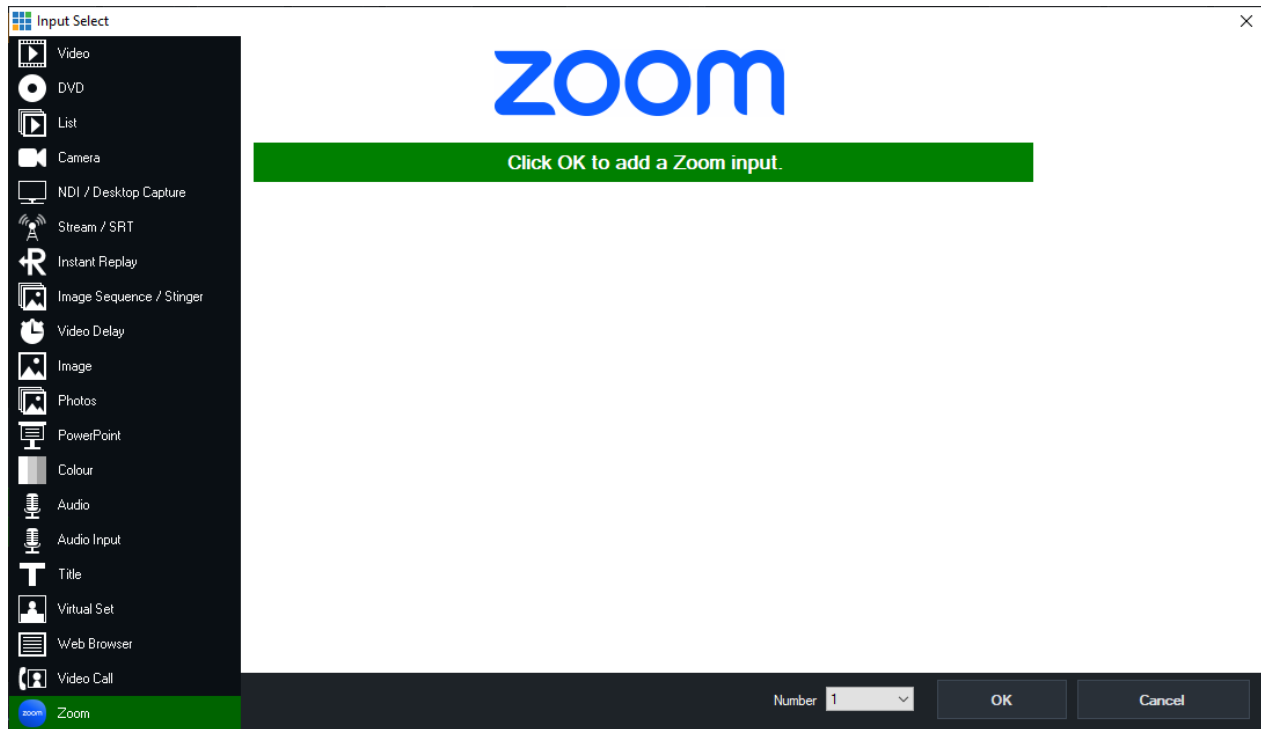 Input Select
Video
DVD
List
Camera
NDI / Desktop Capture
Stream / SRT
Instant Replay
Image Sequence / Stinger
Video Delay
Image
Photos
PowerPoint
Colour
Audio
Audio Input
Title
Virtual Set
Web Browser
Video Call
zoom Zoom
zoom
Click OK to add a Zoom input.
Number 1 OK Cancel